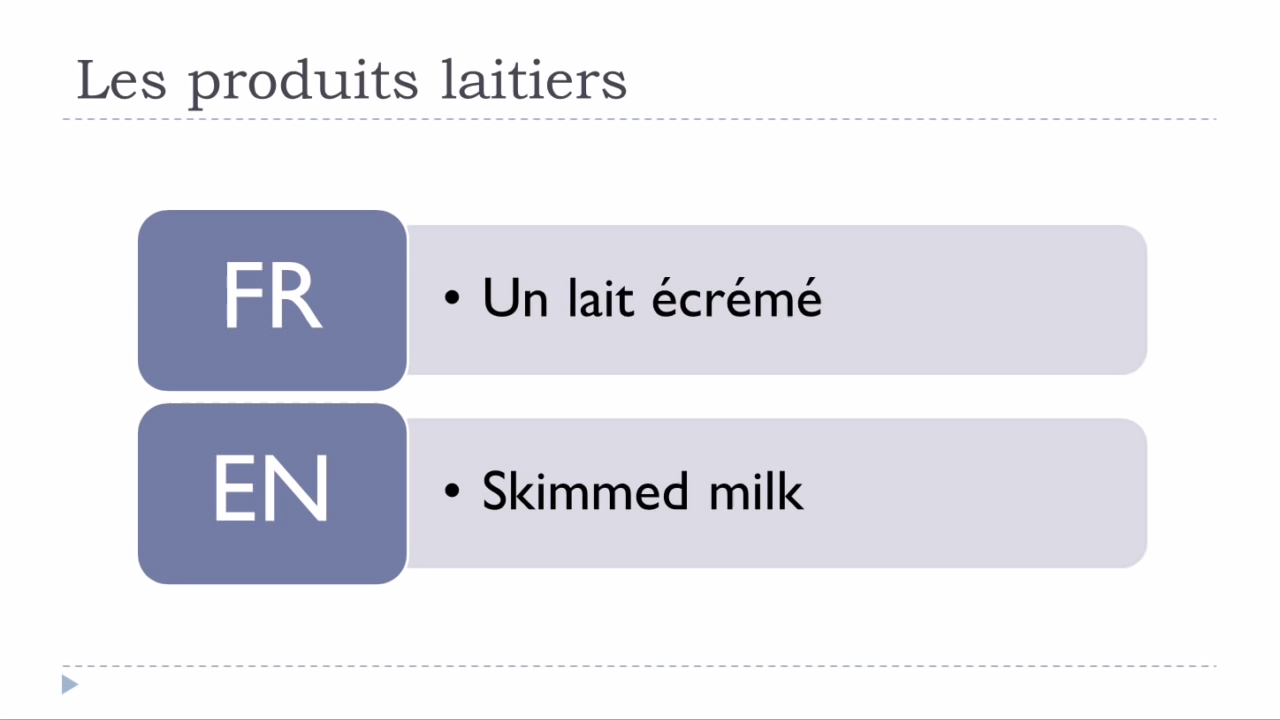 Les produits laitiers
FR
• Un lait écrémé
EN
• Skimmed milk